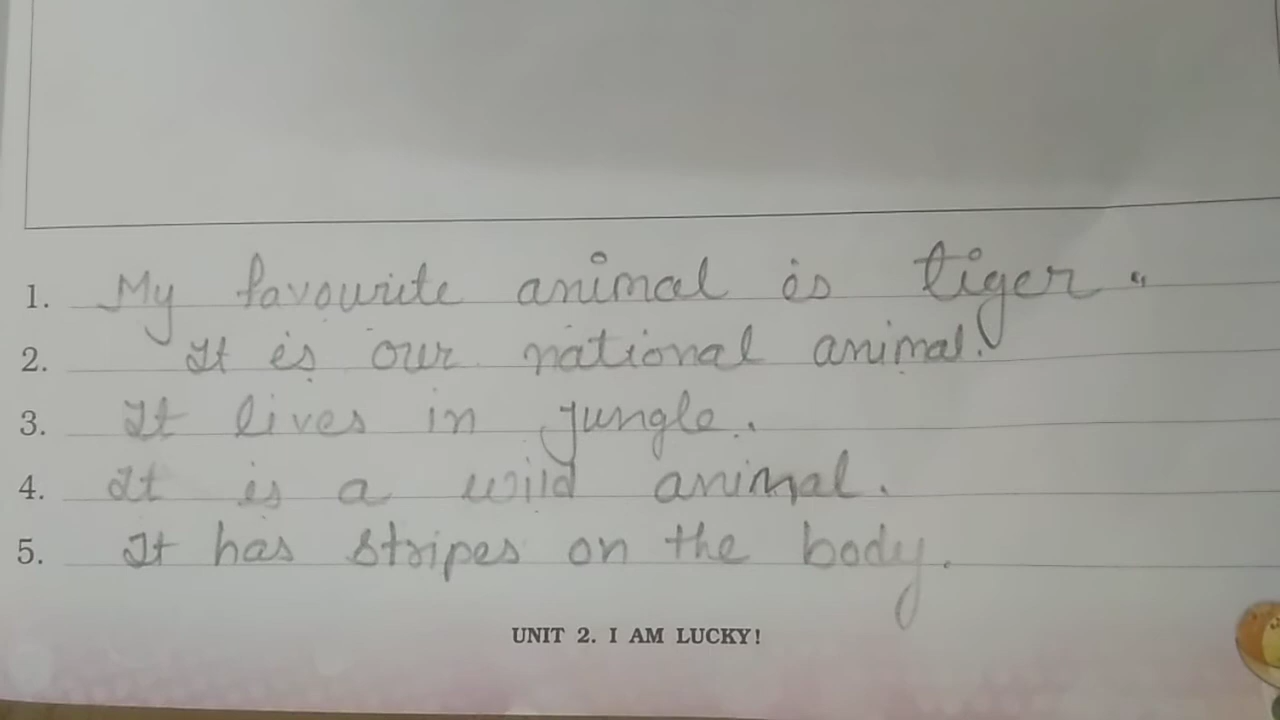 1. My favourite animal is tiger.
2. It is our national animal.
3. It lives in jungle.
4. It is a wild animal.
5. It has stripes on the body.
UNIT 2. I AM LUCKY!